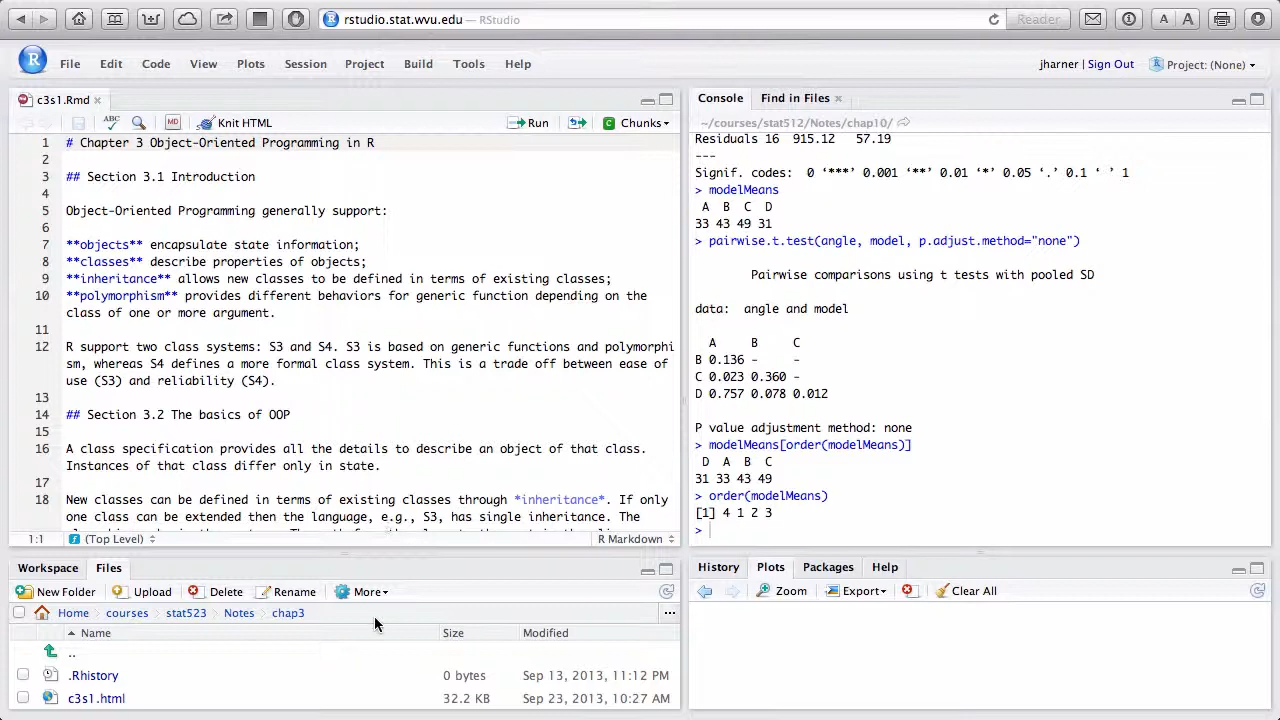 rstudio.stat.wvu.edu — RStudio
Reader
A A
R File Edit Code View Plots Session Project Build Tools Help
jharner | Sign Out Project: (None)
c3s1.Rmd
ABC MD Knit HTML Run Chunks
1 # Chapter 3 Object-Oriented Programming in R
2
3 ## Section 3.1 Introduction
4
5 Object-Oriented Programming generally support:
6
7 **objects** encapsulate state information;
8 **classes** describe properties of objects;
9 **inheritance** allows new classes to be defined in terms of existing classes;
10 **polymorphism** provides different behaviors for generic function depending on the
class of one or more argument.
11
12 R support two class systems: S3 and S4. S3 is based on generic functions and polymorphi
sm, whereas S4 defines a more formal class system. This is a trade off between ease of
use (S3) and reliability (S4).
13
14 ## Section 3.2 The basics of OOP
15
16 A class specification provides all the details to describe an object of that class.
Instances of that class differ only in state.
17
18 New classes can be defined in terms of existing classes through *inheritance*. If only
one class can be extended then the language, e.g., S3, has single inheritance. The
1:1 (Top Level) R Markdown
Console Find in Files
~/courses/stat512/Notes/chap10/
Residuals 16 915.12 57.19
---
Signif. codes: 0 ‘***’ 0.001 ‘**’ 0.01 ‘*’ 0.05 ‘.’ 0.1 ‘ ’ 1
> modelMeans
A B C D
33 43 49 31
> pairwise.t.test(angle, model, p.adjust.method="none")
Pairwise comparisons using t tests with pooled SD
data: angle and model
A B C
B 0.136 - -
C 0.023 0.360 -
D 0.757 0.078 0.012
P value adjustment method: none
> modelMeans[order(modelMeans)]
D A B C
31 33 43 49
> order(modelMeans)
[1] 4 1 2 3
>
Workspace Files
New Folder Upload Delete Rename More
Home courses stat523 Notes chap3 ...
Name Size Modified
..
.Rhistory 0 bytes Sep 13, 2013, 11:12 PM
c3s1.html 32.2 KB Sep 23, 2013, 10:27 AM
History Plots Packages Help
Zoom Export Clear All